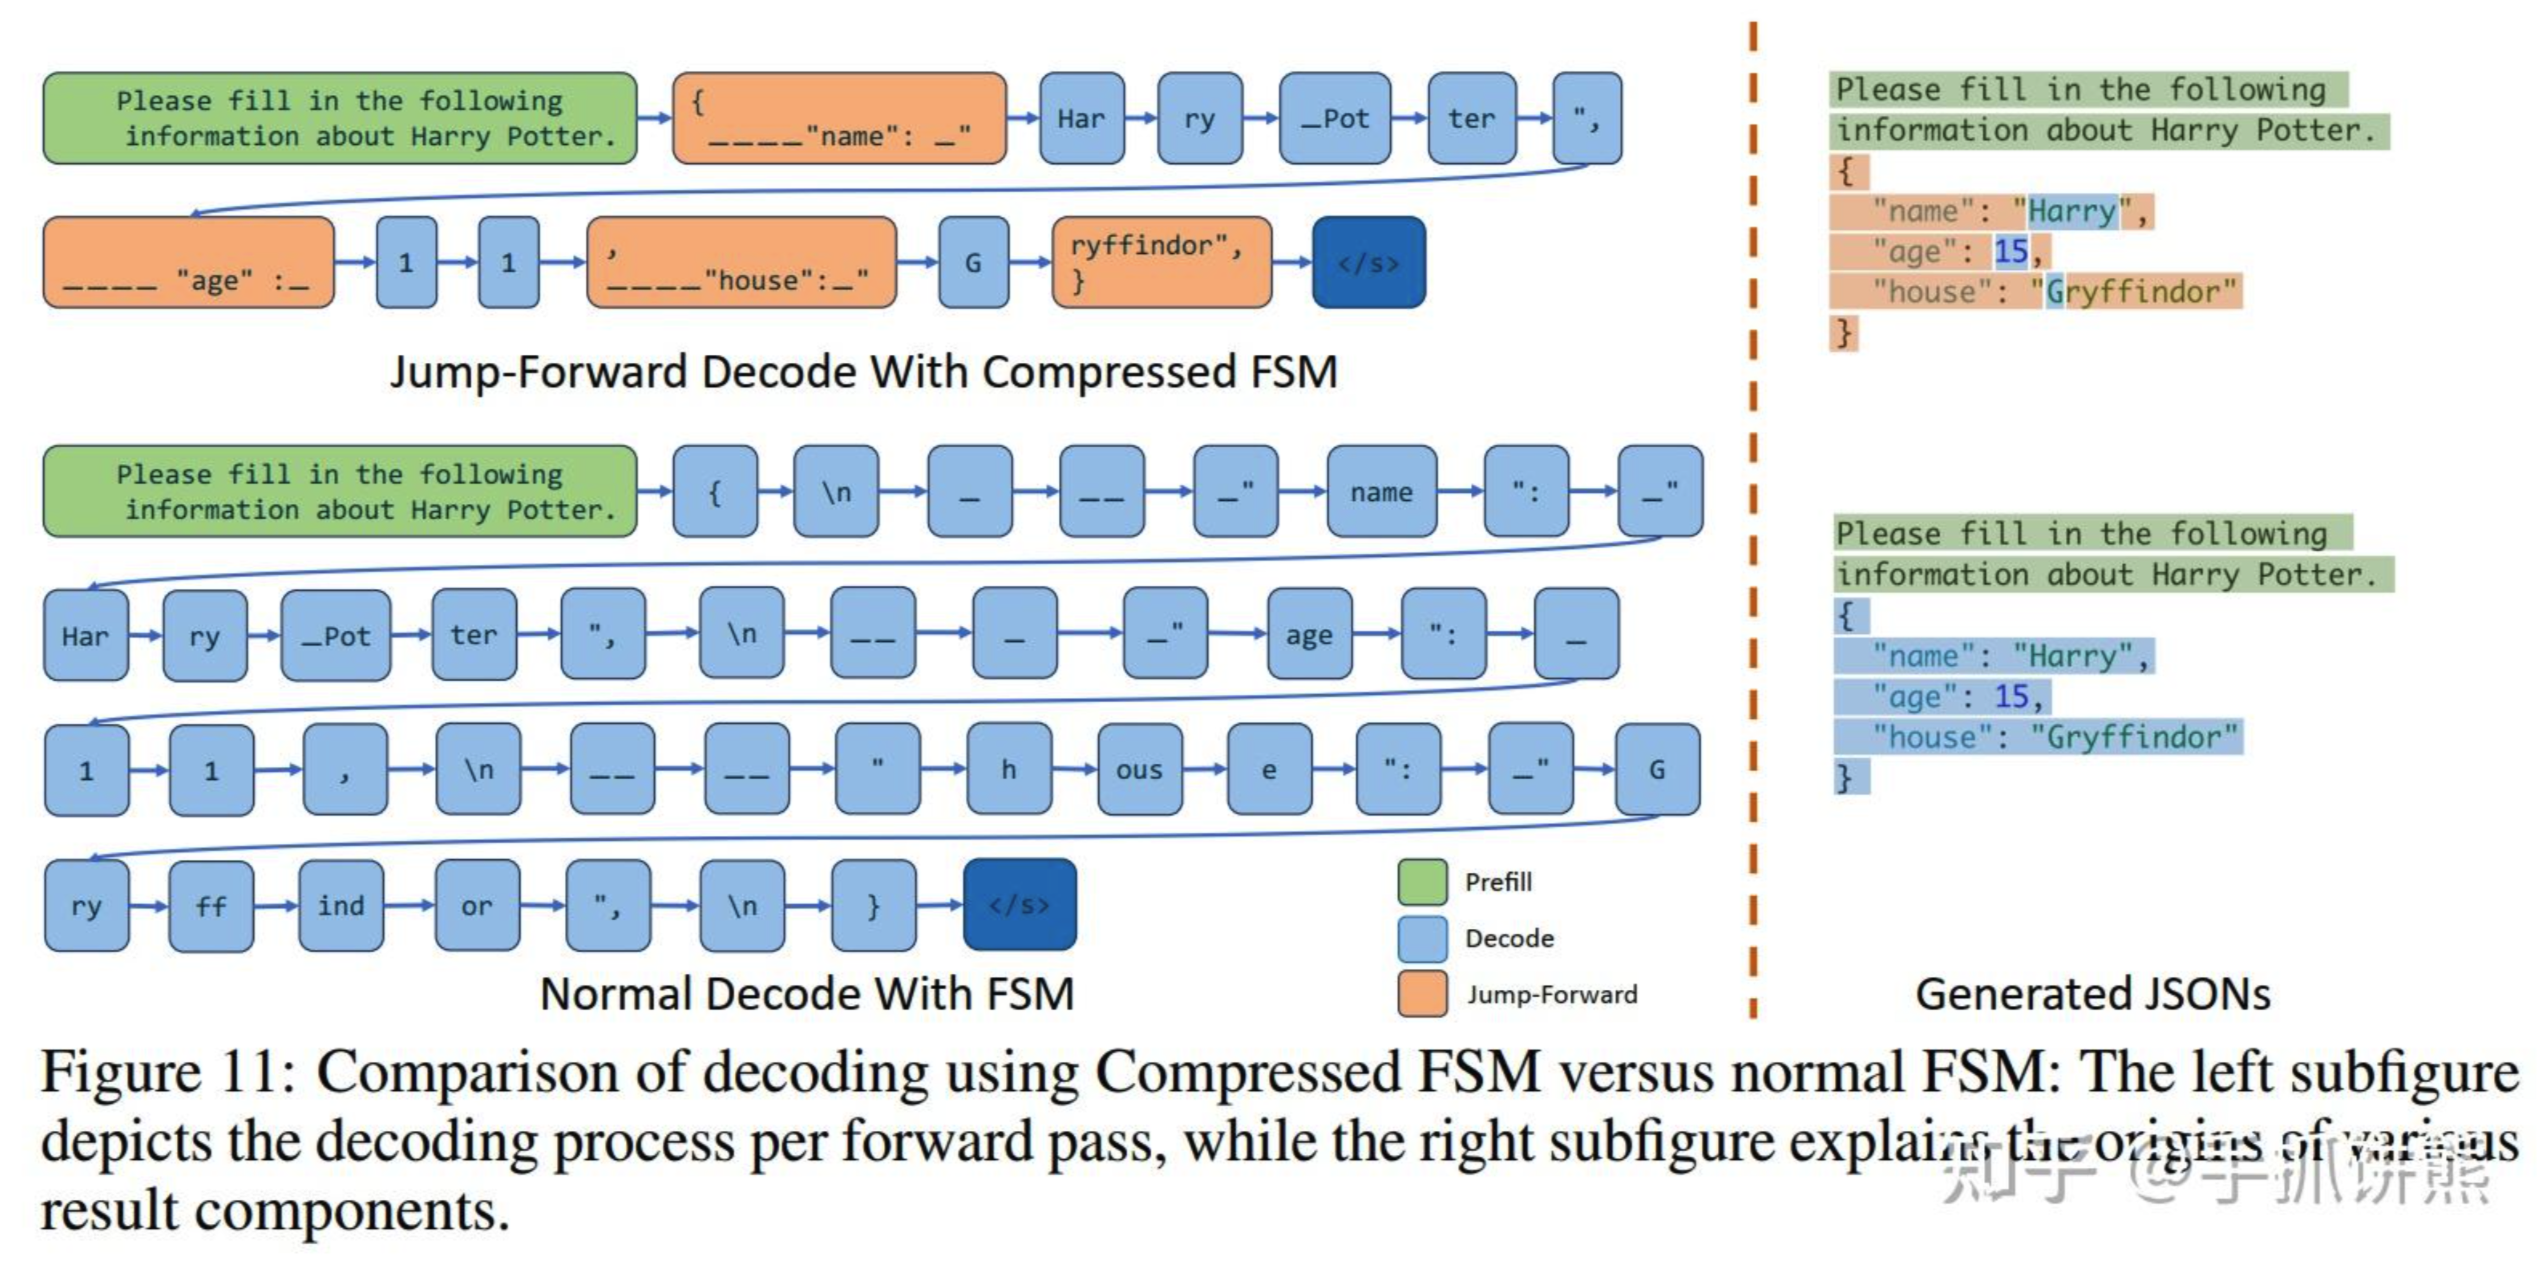 Please fill in the following
information about Harry Potter.
{
____"name": _"
Har
ry
_Pot
ter
",
____ "age" :_
1
1
,
____"house":_"
G
ryffindor",
}
</s>
Jump-Forward Decode With Compressed FSM
Please fill in the following
information about Harry Potter.
{
\n
_
__
_"
name
":
_"
Har
ry
_Pot
ter
",
\n
__
_
_"
age
":
_
1
1
,
\n
__
__
"
h
ous
e
":
_"
G
ry
ff
ind
or
",
\n
}
</s>
Normal Decode With FSM
Prefill
Decode
Jump-Forward
Please fill in the following
information about Harry Potter.
{
"name": "Harry",
"age": 15,
"house": "Gryffindor"
}
Please fill in the following
information about Harry Potter.
{
"name": "Harry",
"age": 15,
"house": "Gryffindor"
}
Generated JSONs
Figure 11: Comparison of decoding using Compressed FSM versus normal FSM: The left subfigure
depicts the decoding process per forward pass, while the right subfigure explains the origins of various
result components.
知乎 @手抓饼熊